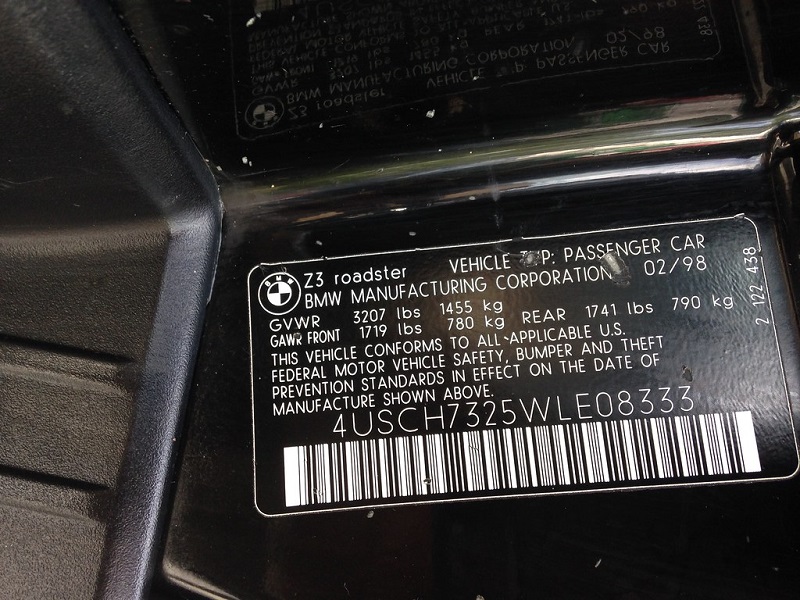 BMW
Z3 roadster VEHICLE TYP: PASSENGER CAR
BMW MANUFACTURING CORPORATION 02/98
GVWR 3207 lbs 1455 kg
GAWR FRONT 1719 lbs 780 kg REAR 1741 lbs 790 kg
THIS VEHICLE CONFORMS TO ALL APPLICABLE U.S.
FEDERAL MOTOR VEHICLE SAFETY, BUMPER AND THEFT
PREVENTION STANDARDS IN EFFECT ON THE DATE OF
MANUFACTURE SHOWN ABOVE.
4USCH7325WLE08333
2 122 438